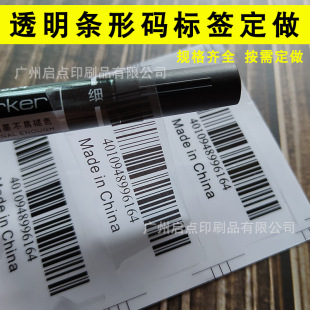 透明条形码标签定做
规格齐全 按需定做
广州启点印刷品有限公司
arker
细
Made in China
4010948996164
Made in China
4010948996164
Made in China
4010948996164
广州启点印刷品有限公司